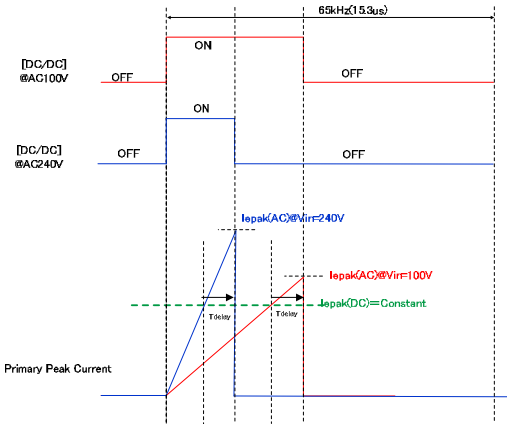 65kHz(15.3us)
ON
[DC/DC]
@AC100V
OFF
OFF
ON
[DC/DC]
@AC240V
OFF
OFF
Iepak(AC)@Vin=240V
Iepak(AC)@Vin=100V
Iepak(DC)=Constant
Tdelay
Tdelay
Primary Peak Current